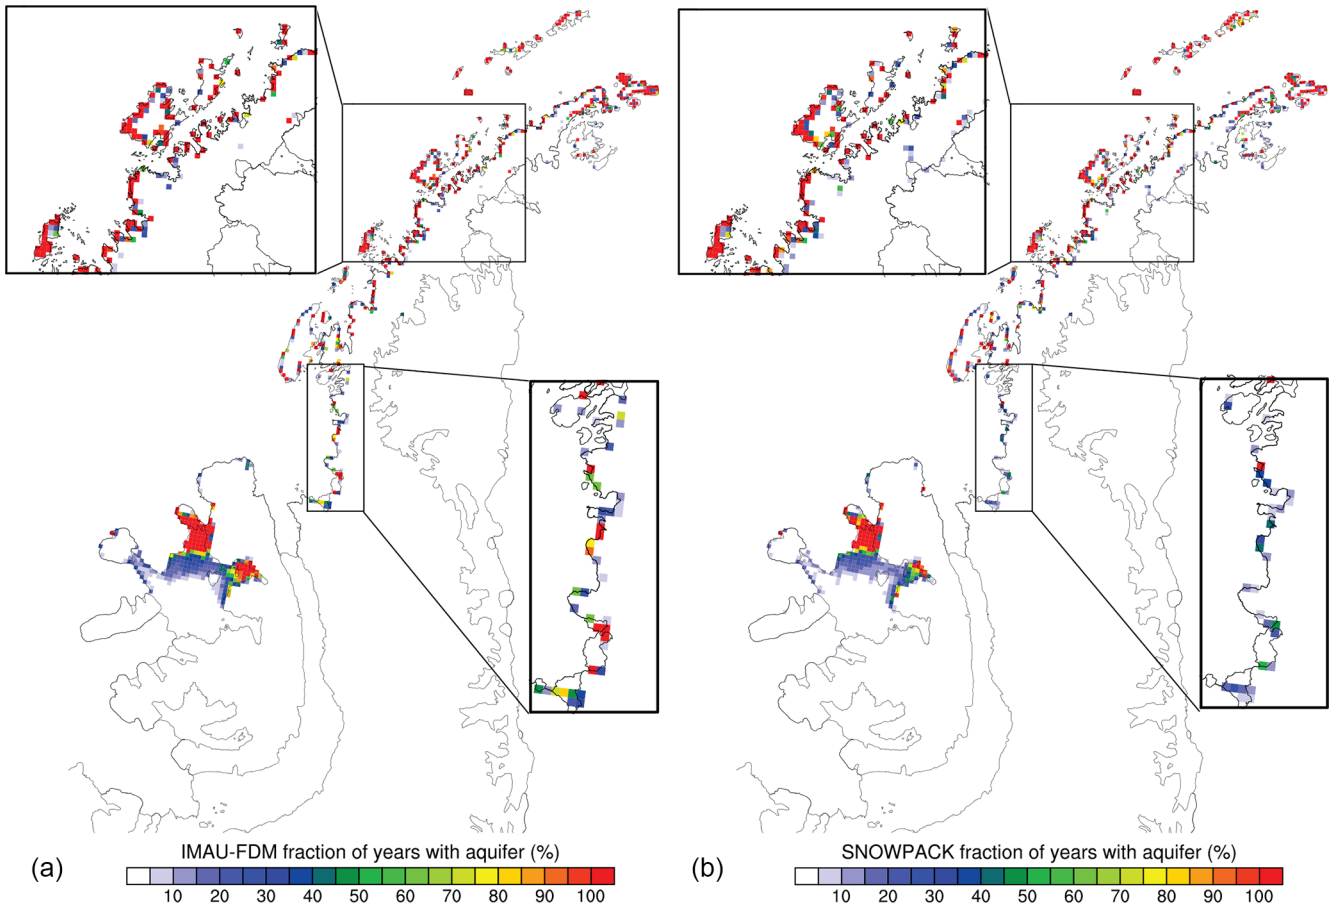 (a)
IMAU-FDM fraction of years with aquifer (%)
10 20 30 40 50 60 70 80 90 100
(b)
SNOWPACK fraction of years with aquifer (%)
10 20 30 40 50 60 70 80 90 100